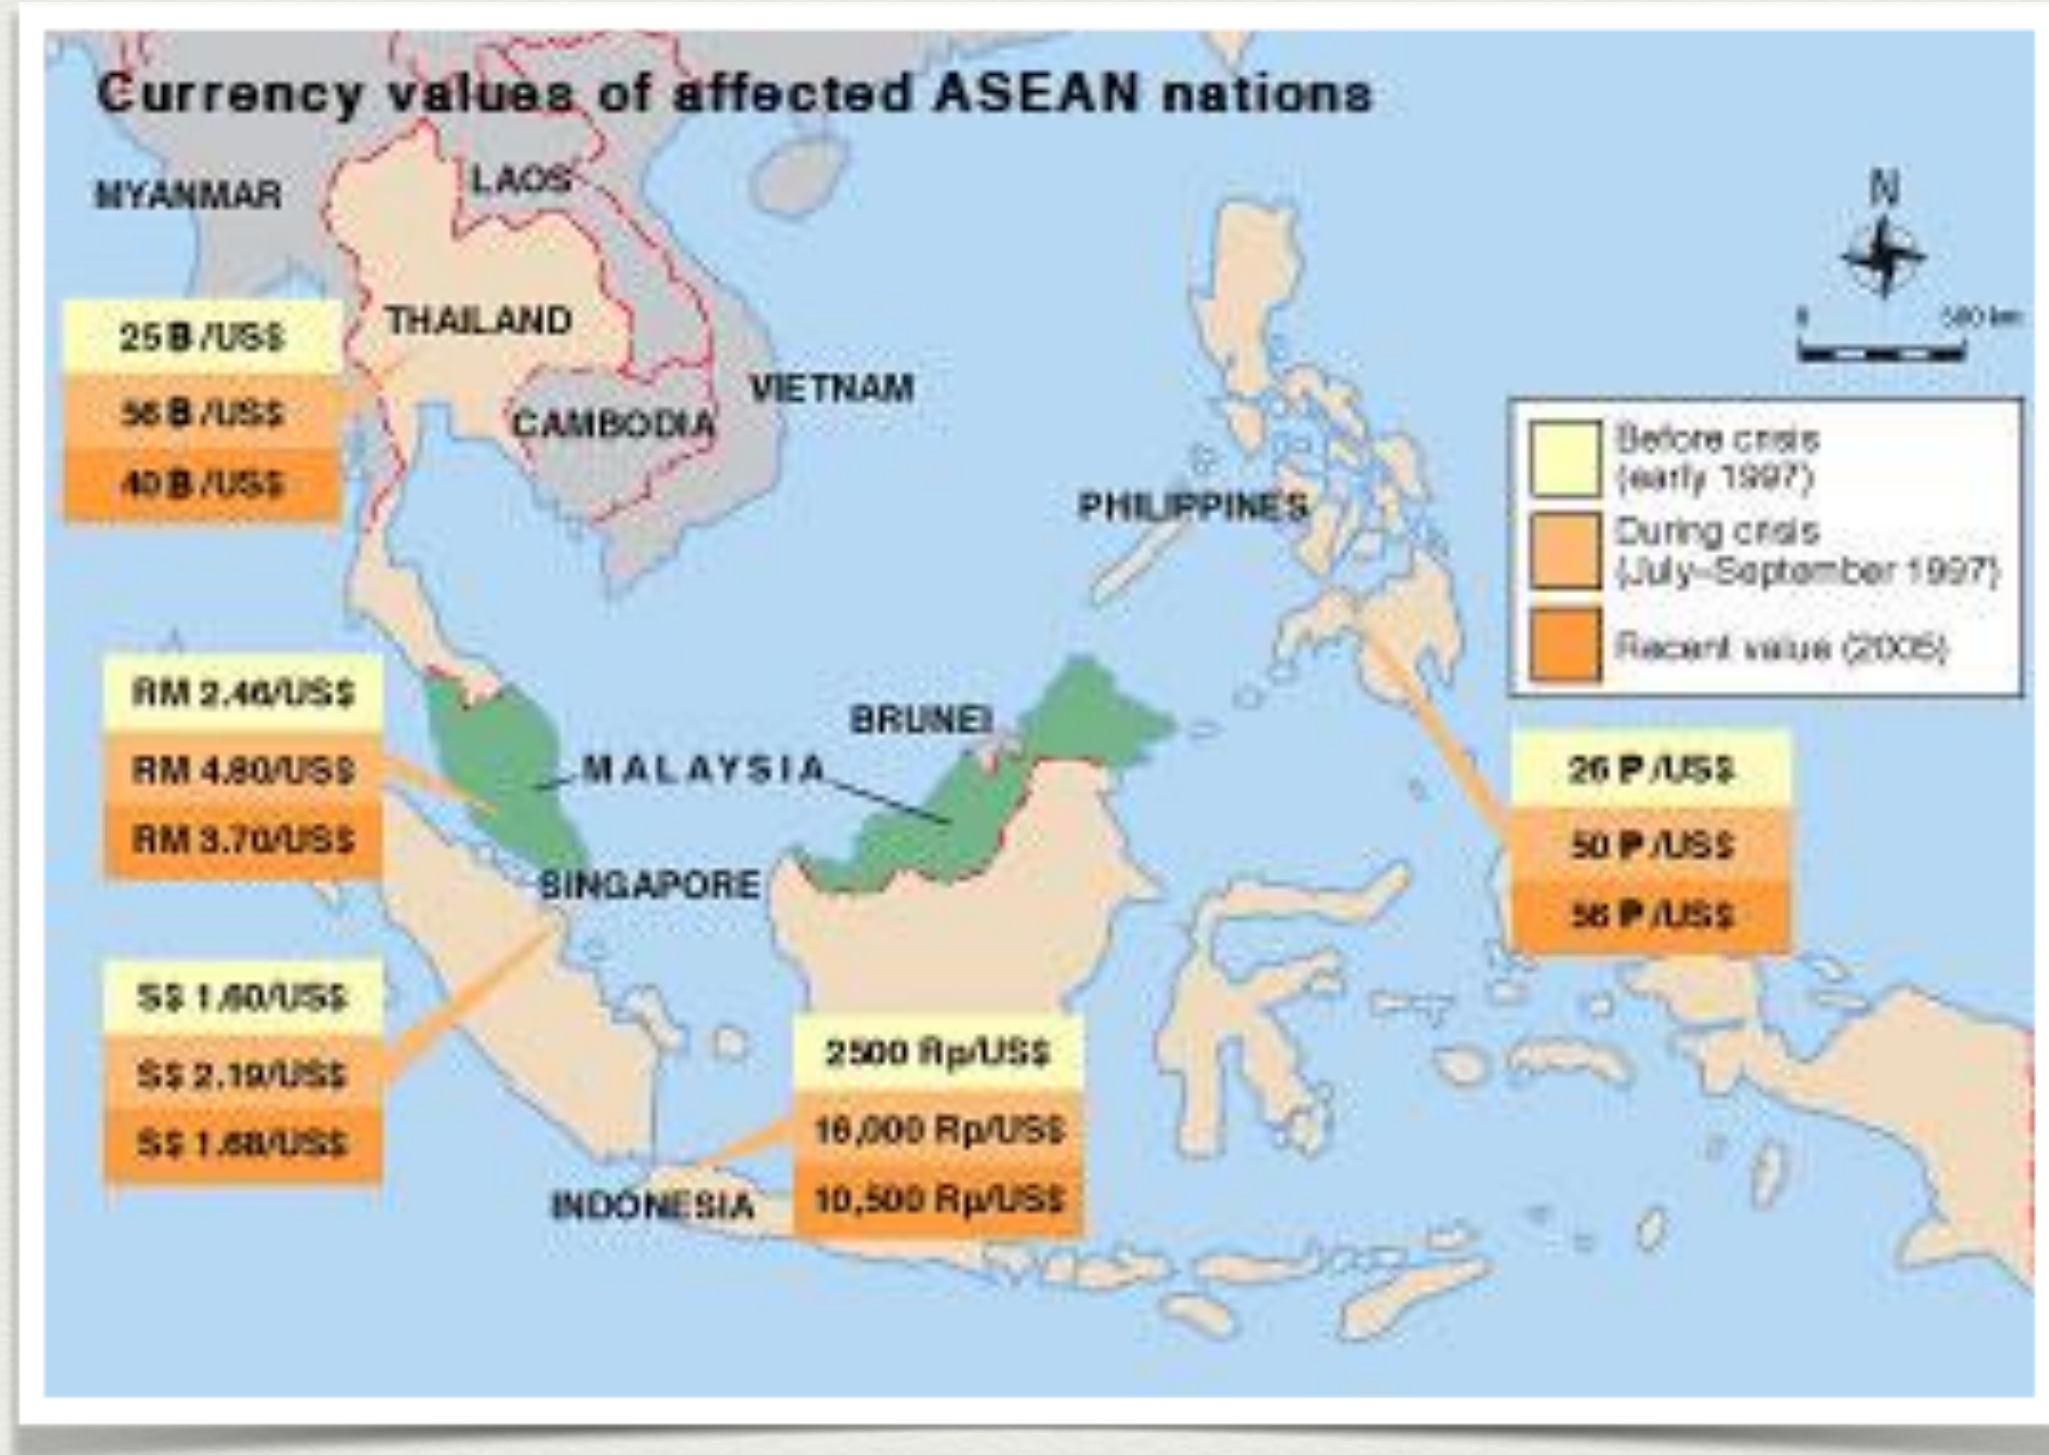 Currency values of affected ASEAN nations
MYANMAR
LAOS
N
0 500 km
25 B /US$
56 B /US$
40 B /US$
THAILAND
CAMBODIA
VIETNAM
PHILIPPINES
Before crisis
(early 1997)
During crisis
(July–September 1997)
Recent value (2005)
RM 2.46/US$
RM 4.80/US$
RM 3.70/US$
BRUNEI
MALAYSIA
SINGAPORE
26 ₱ /US$
50 ₱ /US$
56 ₱ /US$
S$ 1.60/US$
S$ 2.19/US$
S$ 1.68/US$
2500 Rp/US$
16,000 Rp/US$
10,500 Rp/US$
INDONESIA